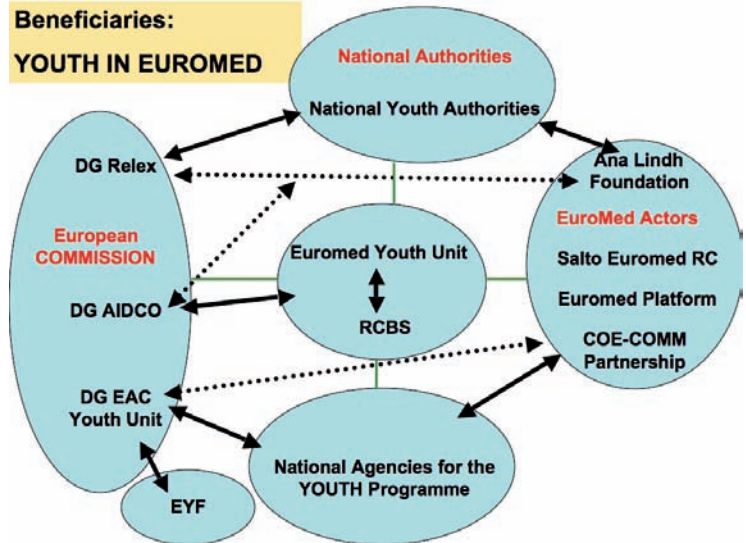 Beneficiaries:
YOUTH IN EUROMED
National Authorities
National Youth Authorities
DG Relex
European
COMMISSION
DG AIDCO
DG EAC
Youth Unit
EYF
Euromed Youth Unit
RCBS
Ana Lindh
Foundation
EuroMed Actors
Salto Euromed RC
Euromed Platform
COE-COMM
Partnership
National Agencies for the
YOUTH Programme